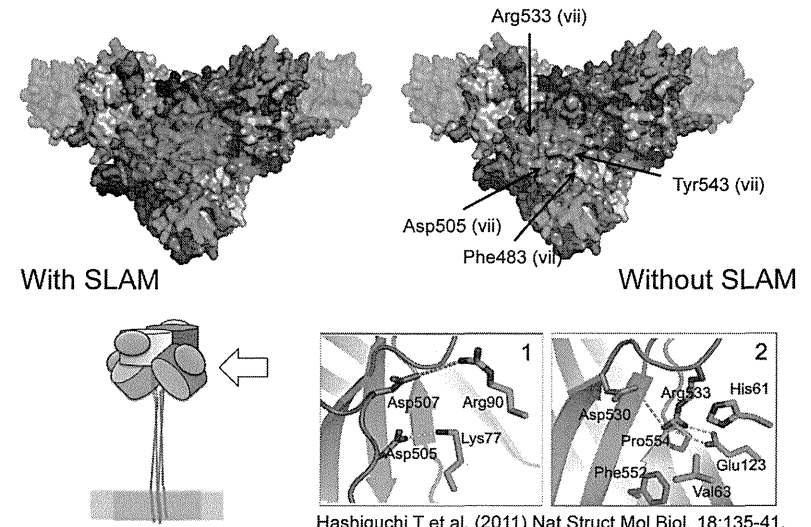 Arg533 (vii)
Tyr543 (vii)
Asp505 (vii)
Phe483 (vii)
With SLAM
Without SLAM
1
Asp507
Arg90
Asp505
Lys77
2
Arg533
His61
Asp530
Pro554
Glu123
Phe552
Val63
Hashiguchi T et al. (2011) Nat Struct Mol Biol. 18:135-41.